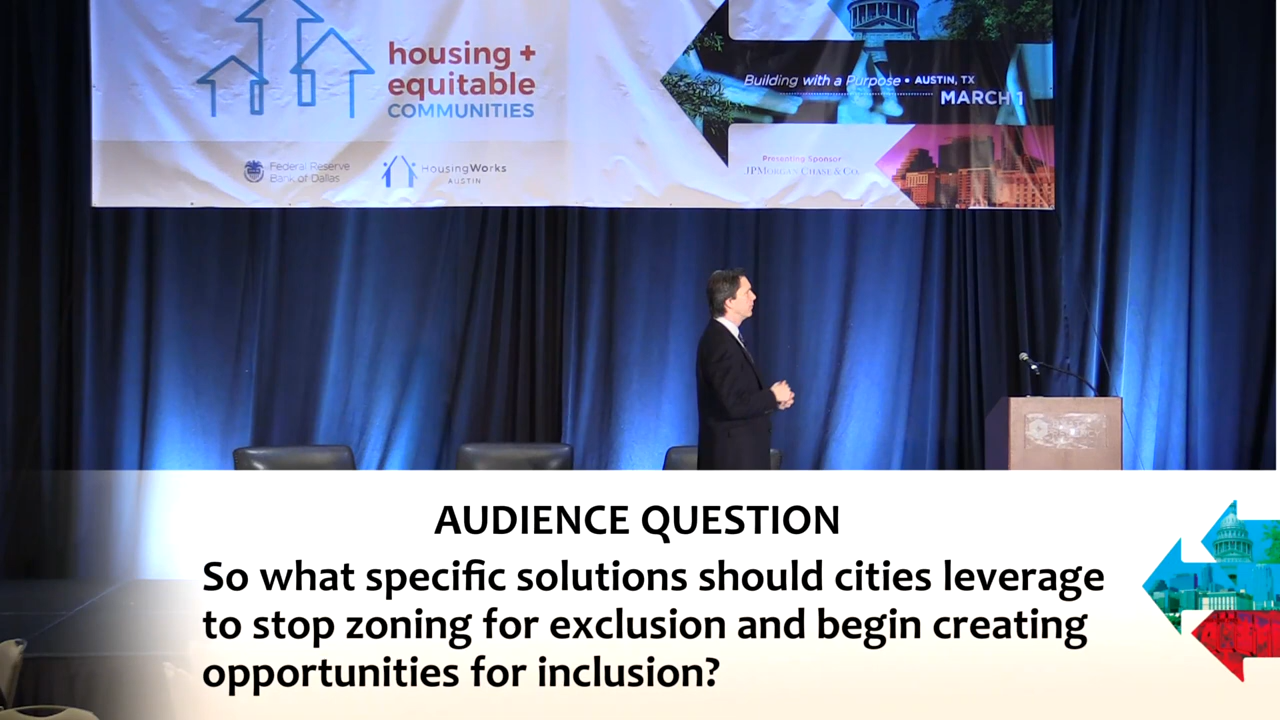 housing +
equitable
COMMUNITIES
Building with a Purpose • AUSTIN, TX
MARCH 1
Federal Reserve
Bank of Dallas
HousingWorks
AUSTIN
Presenting Sponsor
JPMORGAN CHASE & CO.
AUDIENCE QUESTION
So what specific solutions should cities leverage
to stop zoning for exclusion and begin creating
opportunities for inclusion?